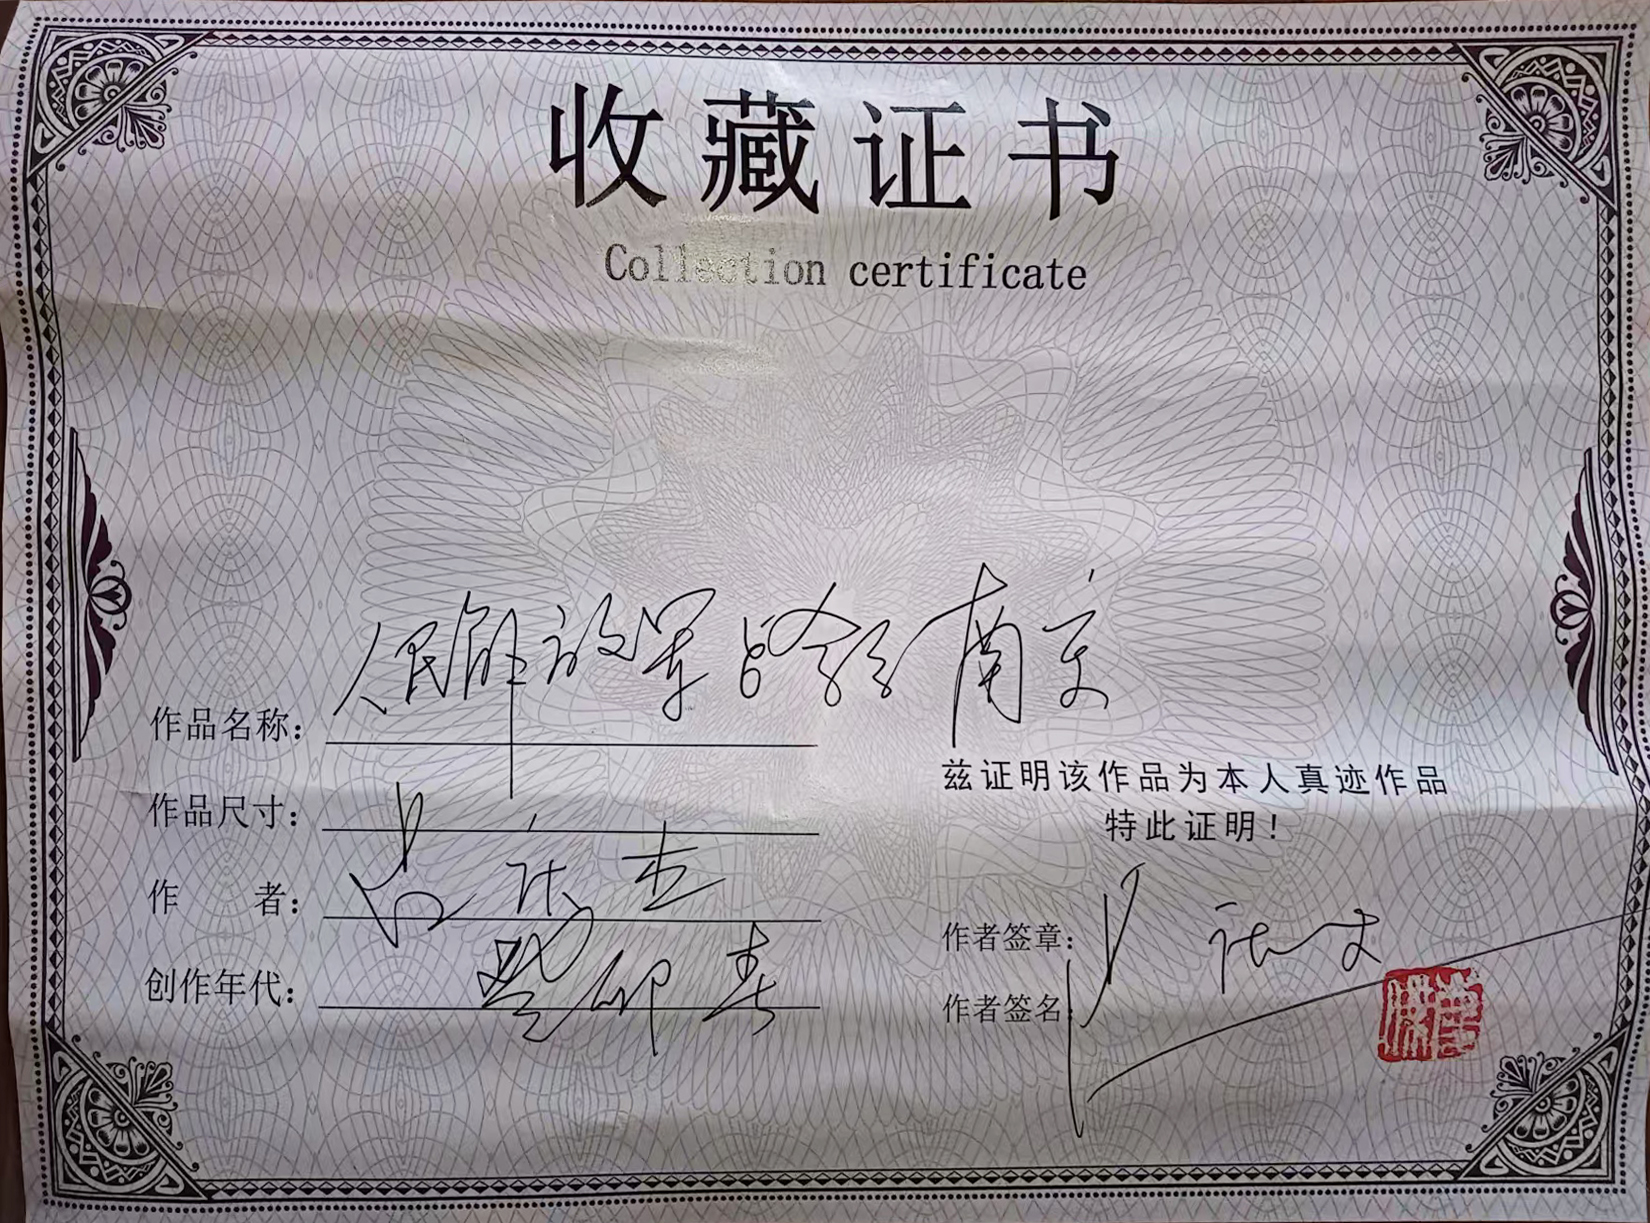 收藏证书
Collection certificate
作品名称：人民解放军占领南京
作品尺寸：
作 者：
创作年代：
兹证明该作品为本人真迹作品
特此证明！
作者签章：
作者签名：